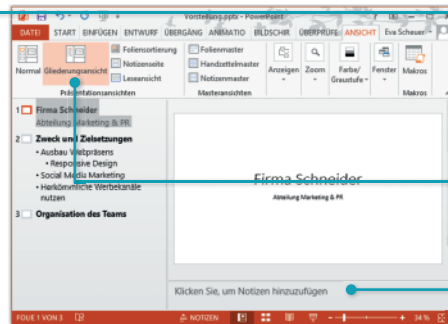 Vorstellung.pptx - PowerPoint
DATEI START EINFÜGEN ENTWURF ÜBERGÄNG ANIMATIO BILDSCHIR ÜBERPRÜFE ANSICHT Eva Scheuer
Normal Gliederungsansicht
Foliensortierung
Notizenseite
Leseansicht
Präsentationsansichten
Folienmaster
Handzettelmaster
Notizenmaster
Masteransichten
Anzeigen Zoom Farbe/
Graustufe Fenster Makros
Makros
1 Firma Schneider
Abteilung Marketing & PR
2 Zweck und Zielsetzungen
• Ausbau Webpräsens
• Responsive Design
• Social Media Marketing
• Herkömmliche Werbekanäle
nutzen
3 Organisation des Teams
Firma Schneider
Abteilung Marketing & PR
Klicken Sie, um Notizen hinzuzufügen
FOLIE 1 VON 3 NOTIZEN 34 %